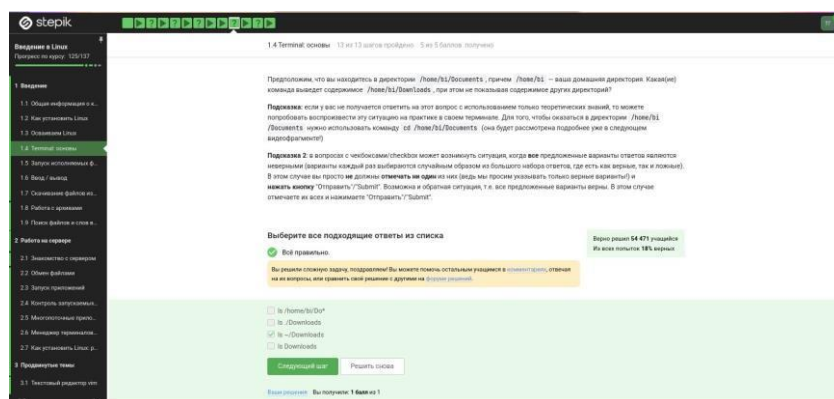 stepik
Введение в Linux
Прогресс по курсу: 125/137
1 Введение
1.1 Общая информация о к...
1.2 Как установить Linux
1.3 Осваиваем Linux
1.4 Terminal: основы
1.5 Запуск исполняемых ф...
1.6 Ввод / вывод
1.7 Скачивание файлов из...
1.8 Работа с архивами
1.9 Поиск файлов и слов в...
2 Работа на сервере
2.1 Знакомство с сервером
2.2 Обмен файлами
2.3 Запуск приложений
2.4 Контроль запускаемых...
2.5 Многопоточные прило...
2.6 Менеджер терминалов...
2.7 Как установить Linux: р...
3 Продвинутые темы
3.1 Текстовый редактор vim
1.4 Terminal: основы 13 из 13 шагов пройдено 5 из 5 баллов получено
Предположим, что вы находитесь в директории /home/bi/Documents, причем /home/bi — ваша домашняя директория. Какая(ие)
команда выведет содержимое /home/bi/Downloads, при этом не показывая содержимое других директорий?
Подсказка: если у вас не получается ответить на этот вопрос с использованием только теоретических знаний, то можете
попробовать воспроизвести эту ситуацию на практике в своем терминале. Для того, чтобы оказаться в директории /home/bi
/Documents нужно использовать команду cd /home/bi/Documents (она будет рассмотрена подробнее уже в следующем
видеофрагменте!)
Подсказка 2: в вопросах с чекбоксами/checkbox может возникнуть ситуация, когда все предложенные варианты ответов являются
неверными (варианты каждый раз выбираются случайным образом из большого набора ответов, где есть как верные, так и ложные).
В этом случае вы просто не должны отмечать ни один из них (ведь мы просим указывать только верные варианты!) и
нажать кнопку "Отправить"/"Submit". Возможна и обратная ситуация, т.е. все предложенные варианты верны. В этом случае
отмечаете их всех и нажимаете "Отправить"/"Submit".
Выберите все подходящие ответы из списка
Всё правильно.
Верно решил 54 471 учащийся
Из всех попыток 18% верных
Вы решили сложную задачу, поздравляем! Вы можете помочь остальным учащимся в комментариях, отвечая
на их вопросы, или сравнить своё решение с другими на форуме решений.
ls /home/bi/Do*
ls ./Downloads
ls ~/Downloads
ls Downloads
Следующий шаг Решить снова
Ваши решения Вы получили: 1 балл из 1